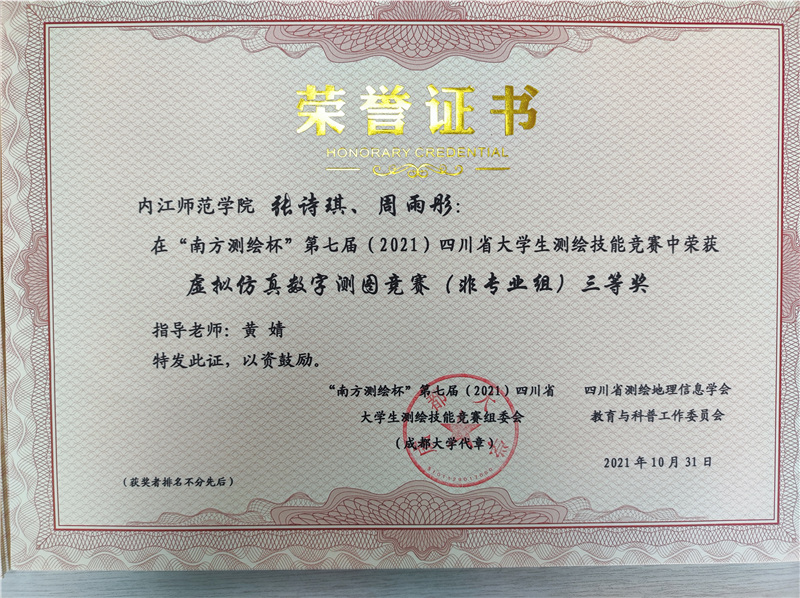 荣誉证书
HONORARY CREDENTIAL
内江师范学院 张诗琪、周雨彤:
在“南方测绘杯”第七届(2021)四川省大学生测绘技能竞赛中荣获
虚拟仿真数字测图竞赛(非专业组)三等奖
指导老师:黄 婧
特发此证,以资鼓励。
“南方测绘杯”第七届(2021)四川省
大学生测绘技能竞赛组委会
(成都大学代章)
四川省测绘地理信息学会
教育与科普工作委员会
2021年10月31日
(获奖者排名不分先后)